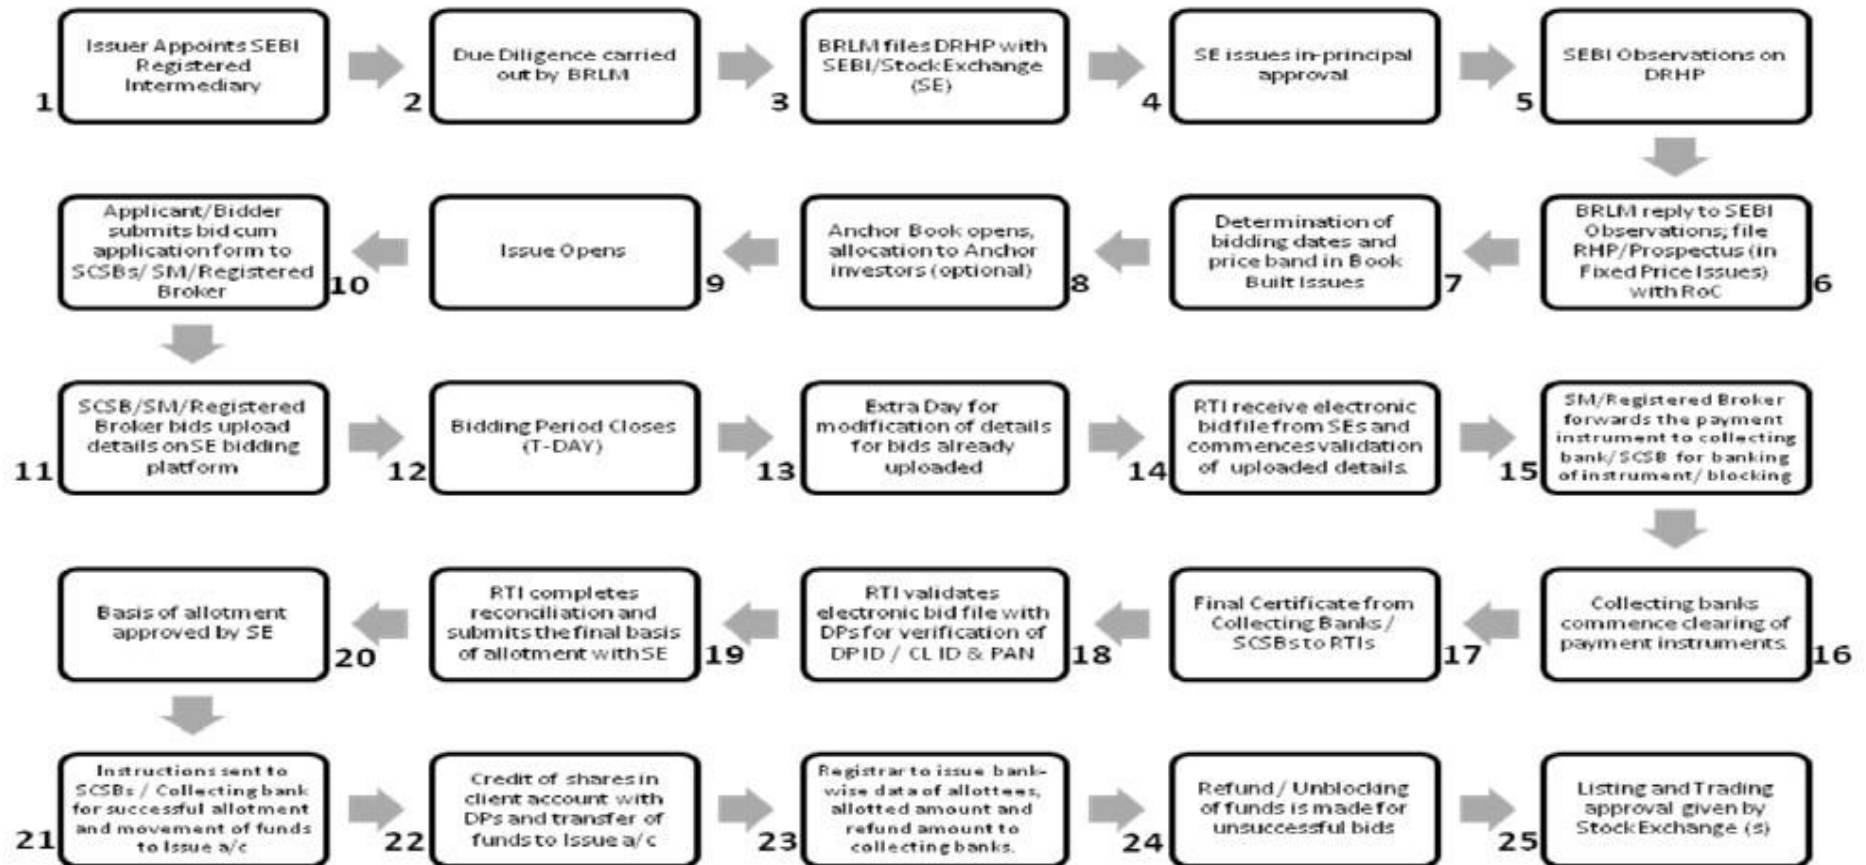 Issuer Appoints SEBI
Registered
Intermediary
1
Due Diligence carried
out by BRLM
2
BRLM files DRHP with
SEBI/Stock Exchange
(SE)
3
SE issues in-principal
approval
4
SEBI Observations on
DRHP
5
BRLM reply to SEBI
Observations; file
RHP/Prospectus (in
Fixed Price Issues)
with RoC
6
Determination of
bidding dates and
price band in Book
Built Issues
7
Anchor Book opens,
allocation to Anchor
investors (optional)
8
Issue Opens
9
Applicant/Bidder
submits bid cum
application form to
SCSBs/ SM/Registered
Broker
10
SCSB/SM/Registered
Broker bids upload
details on SE bidding
platform
11
Bidding Period Closes
(T-DAY)
12
Extra Day for
modification of details
for bids already
uploaded
13
RTI receive electronic
bid file from SEs and
commences validation
of uploaded details.
14
SM/Registered Broker
forwards the payment
instrument to collecting
bank/ SCSB for banking
of instrument/ blocking
15
Collecting banks
commence clearing of
payment instruments.
16
Final Certificate from
Collecting Banks /
SCSBs to RTIs
17
RTI validates
electronic bid file with
DPs for verification of
DPID / CL ID & PAN
18
RTI completes
reconciliation and
submits the final basis
of allotment with SE
19
Basis of allotment
approved by SE
20
Instructions sent to
SCSBs / Collecting bank
for successful allotment
and movement of funds
to Issue a/c
21
Credit of shares in
client account with
DPs and transfer of
funds to Issue a/c
22
Registrar to issue bank-
wise data of allottees,
allotted amount and
refund amount to
collecting banks.
23
Refund / Unblocking
of funds is made for
unsuccessful bids
24
Listing and Trading
approval given by
Stock Exchange (s)
25